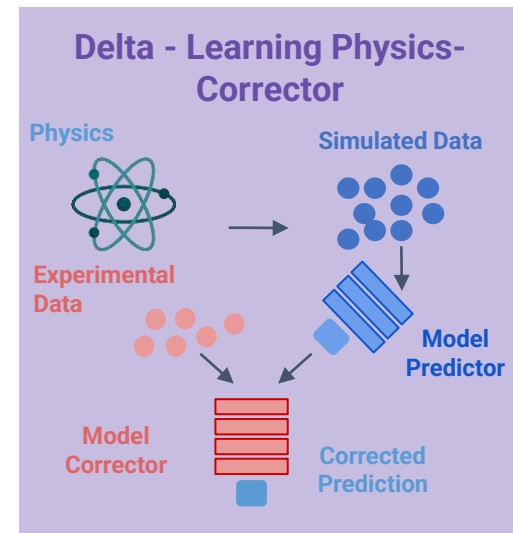 Delta - Learning Physics-
Corrector
Physics
Simulated Data
Experimental
Data
Model
Predictor
Model
Corrector
Corrected
Prediction